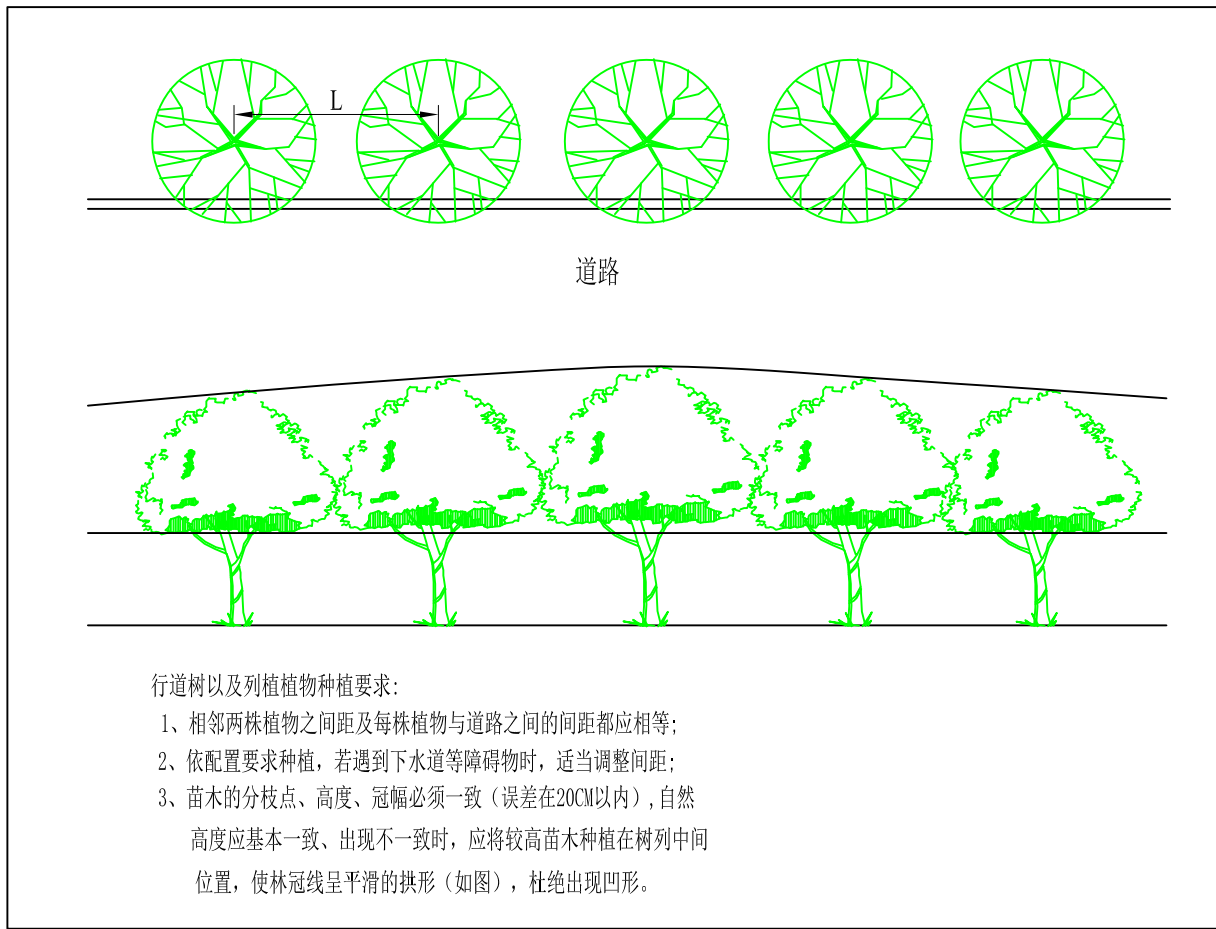 L
道路
行道树以及列植植物种植要求:
1、相邻两株植物之间距及每株植物与道路之间的间距都应相等;
2、依配置要求种植，若遇到下水道等障碍物时，适当调整间距;
3、苗木的分枝点、高度、冠幅必须一致（误差在20CM以内）,自然
高度应基本一致、出现不一致时，应将较高苗木种植在树列中间
位置，使林冠线呈平滑的拱形（如图），杜绝出现凹形。